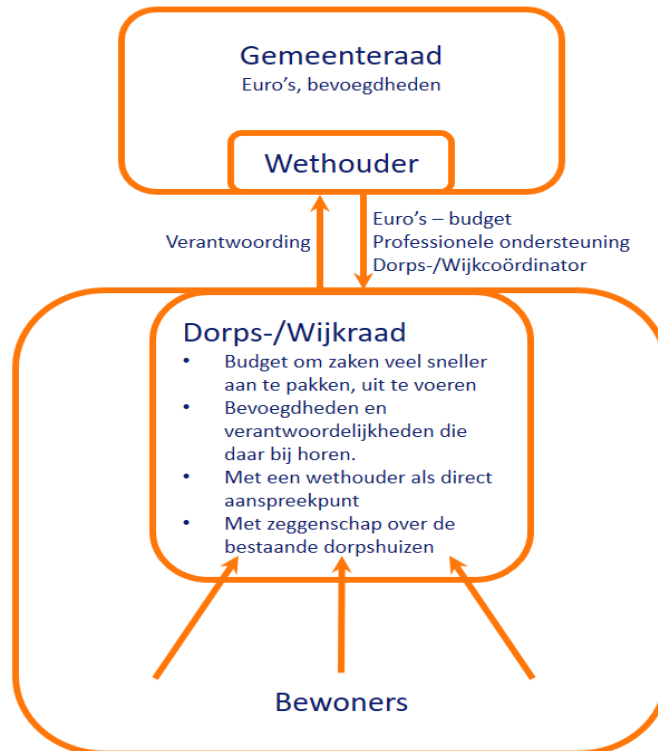 Gemeenteraad
Euro’s, bevoegdheden
Wethouder
Verantwoording
Euro’s – budget
Professionele ondersteuning
Dorps-/Wijkcoördinator
Dorps-/Wijkraad
• Budget om zaken veel sneller
aan te pakken, uit te voeren
• Bevoegdheden en
verantwoordelijkheden die
daar bij horen.
• Met een wethouder als direct
aanspreekpunt
• Met zeggenschap over de
bestaande dorpshuizen
Bewoners